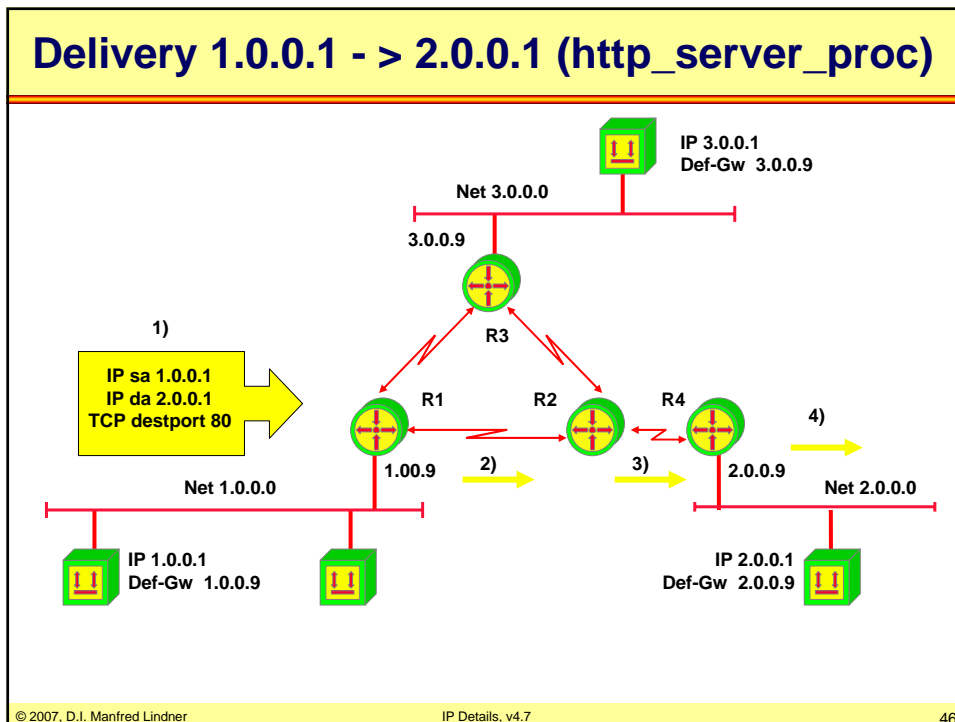 Delivery 1.0.0.1 - > 2.0.0.1 (http_server_proc)
IP 3.0.0.1
Def-Gw 3.0.0.9
Net 3.0.0.0
3.0.0.9
R3
1)
IP sa 1.0.0.1
IP da 2.0.0.1
TCP destport 80
R1
R2
R4
4)
1.00.9
2)
3)
2.0.0.9
Net 1.0.0.0
Net 2.0.0.0
IP 1.0.0.1
Def-Gw 1.0.0.9
IP 2.0.0.1
Def-Gw 2.0.0.9
© 2007, D.I. Manfred Lindner
IP Details, v4.7
46